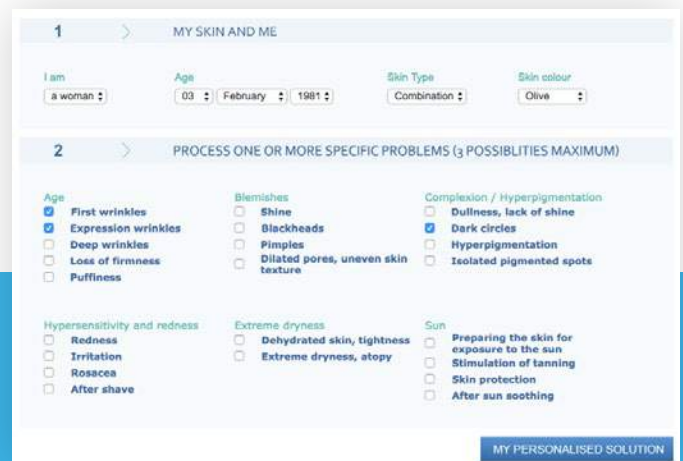 1 > MY SKIN AND ME
I am Age Skin Type Skin colour
a woman 03 February 1981 Combination Olive
2 > PROCESS ONE OR MORE SPECIFIC PROBLEMS (3 POSSIBLITIES MAXIMUM)
Age
First wrinkles
Expression wrinkles
Deep wrinkles
Loss of firmness
Puffiness
Blemishes
Shine
Blackheads
Pimples
Dilated pores, uneven skin
texture
Complexion / Hyperpigmentation
Dullness, lack of shine
Dark circles
Hyperpigmentation
Isolated pigmented spots
Hypersensitivity and redness
Redness
Irritation
Rosacea
After shave
Extreme dryness
Dehydrated skin, tightness
Extreme dryness, atopy
Sun
Preparing the skin for
exposure to the sun
Stimulation of tanning
Skin protection
After sun soothing
MY PERSONALISED SOLUTION